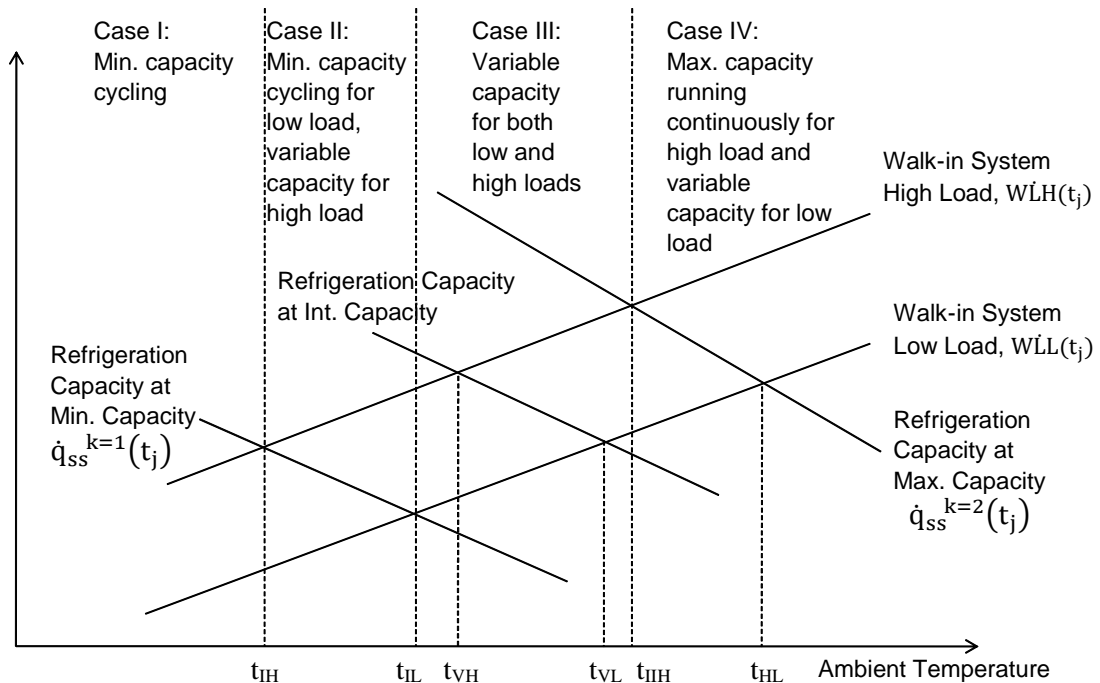 Case I:
Min. capacity
cycling
Case II:
Min. capacity
cycling for
low load,
variable
capacity for
high load
Case III:
Variable
capacity
for both
low and
high loads
Case IV:
Max. capacity
running
continuously for
high load and
variable
capacity for low
load
Walk-in System
High Load, WL̇H(tⱼ)
Refrigeration Capacity
at Int. Capacity
Walk-in System
Low Load, WL̇L(tⱼ)
Refrigeration
Capacity at
Min. Capacity
q̇ss^k=1(tⱼ)
Refrigeration
Capacity at
Max. Capacity
q̇ss^k=2(tⱼ)
tIH tIL tVH tVL tIIH tHL Ambient Temperature